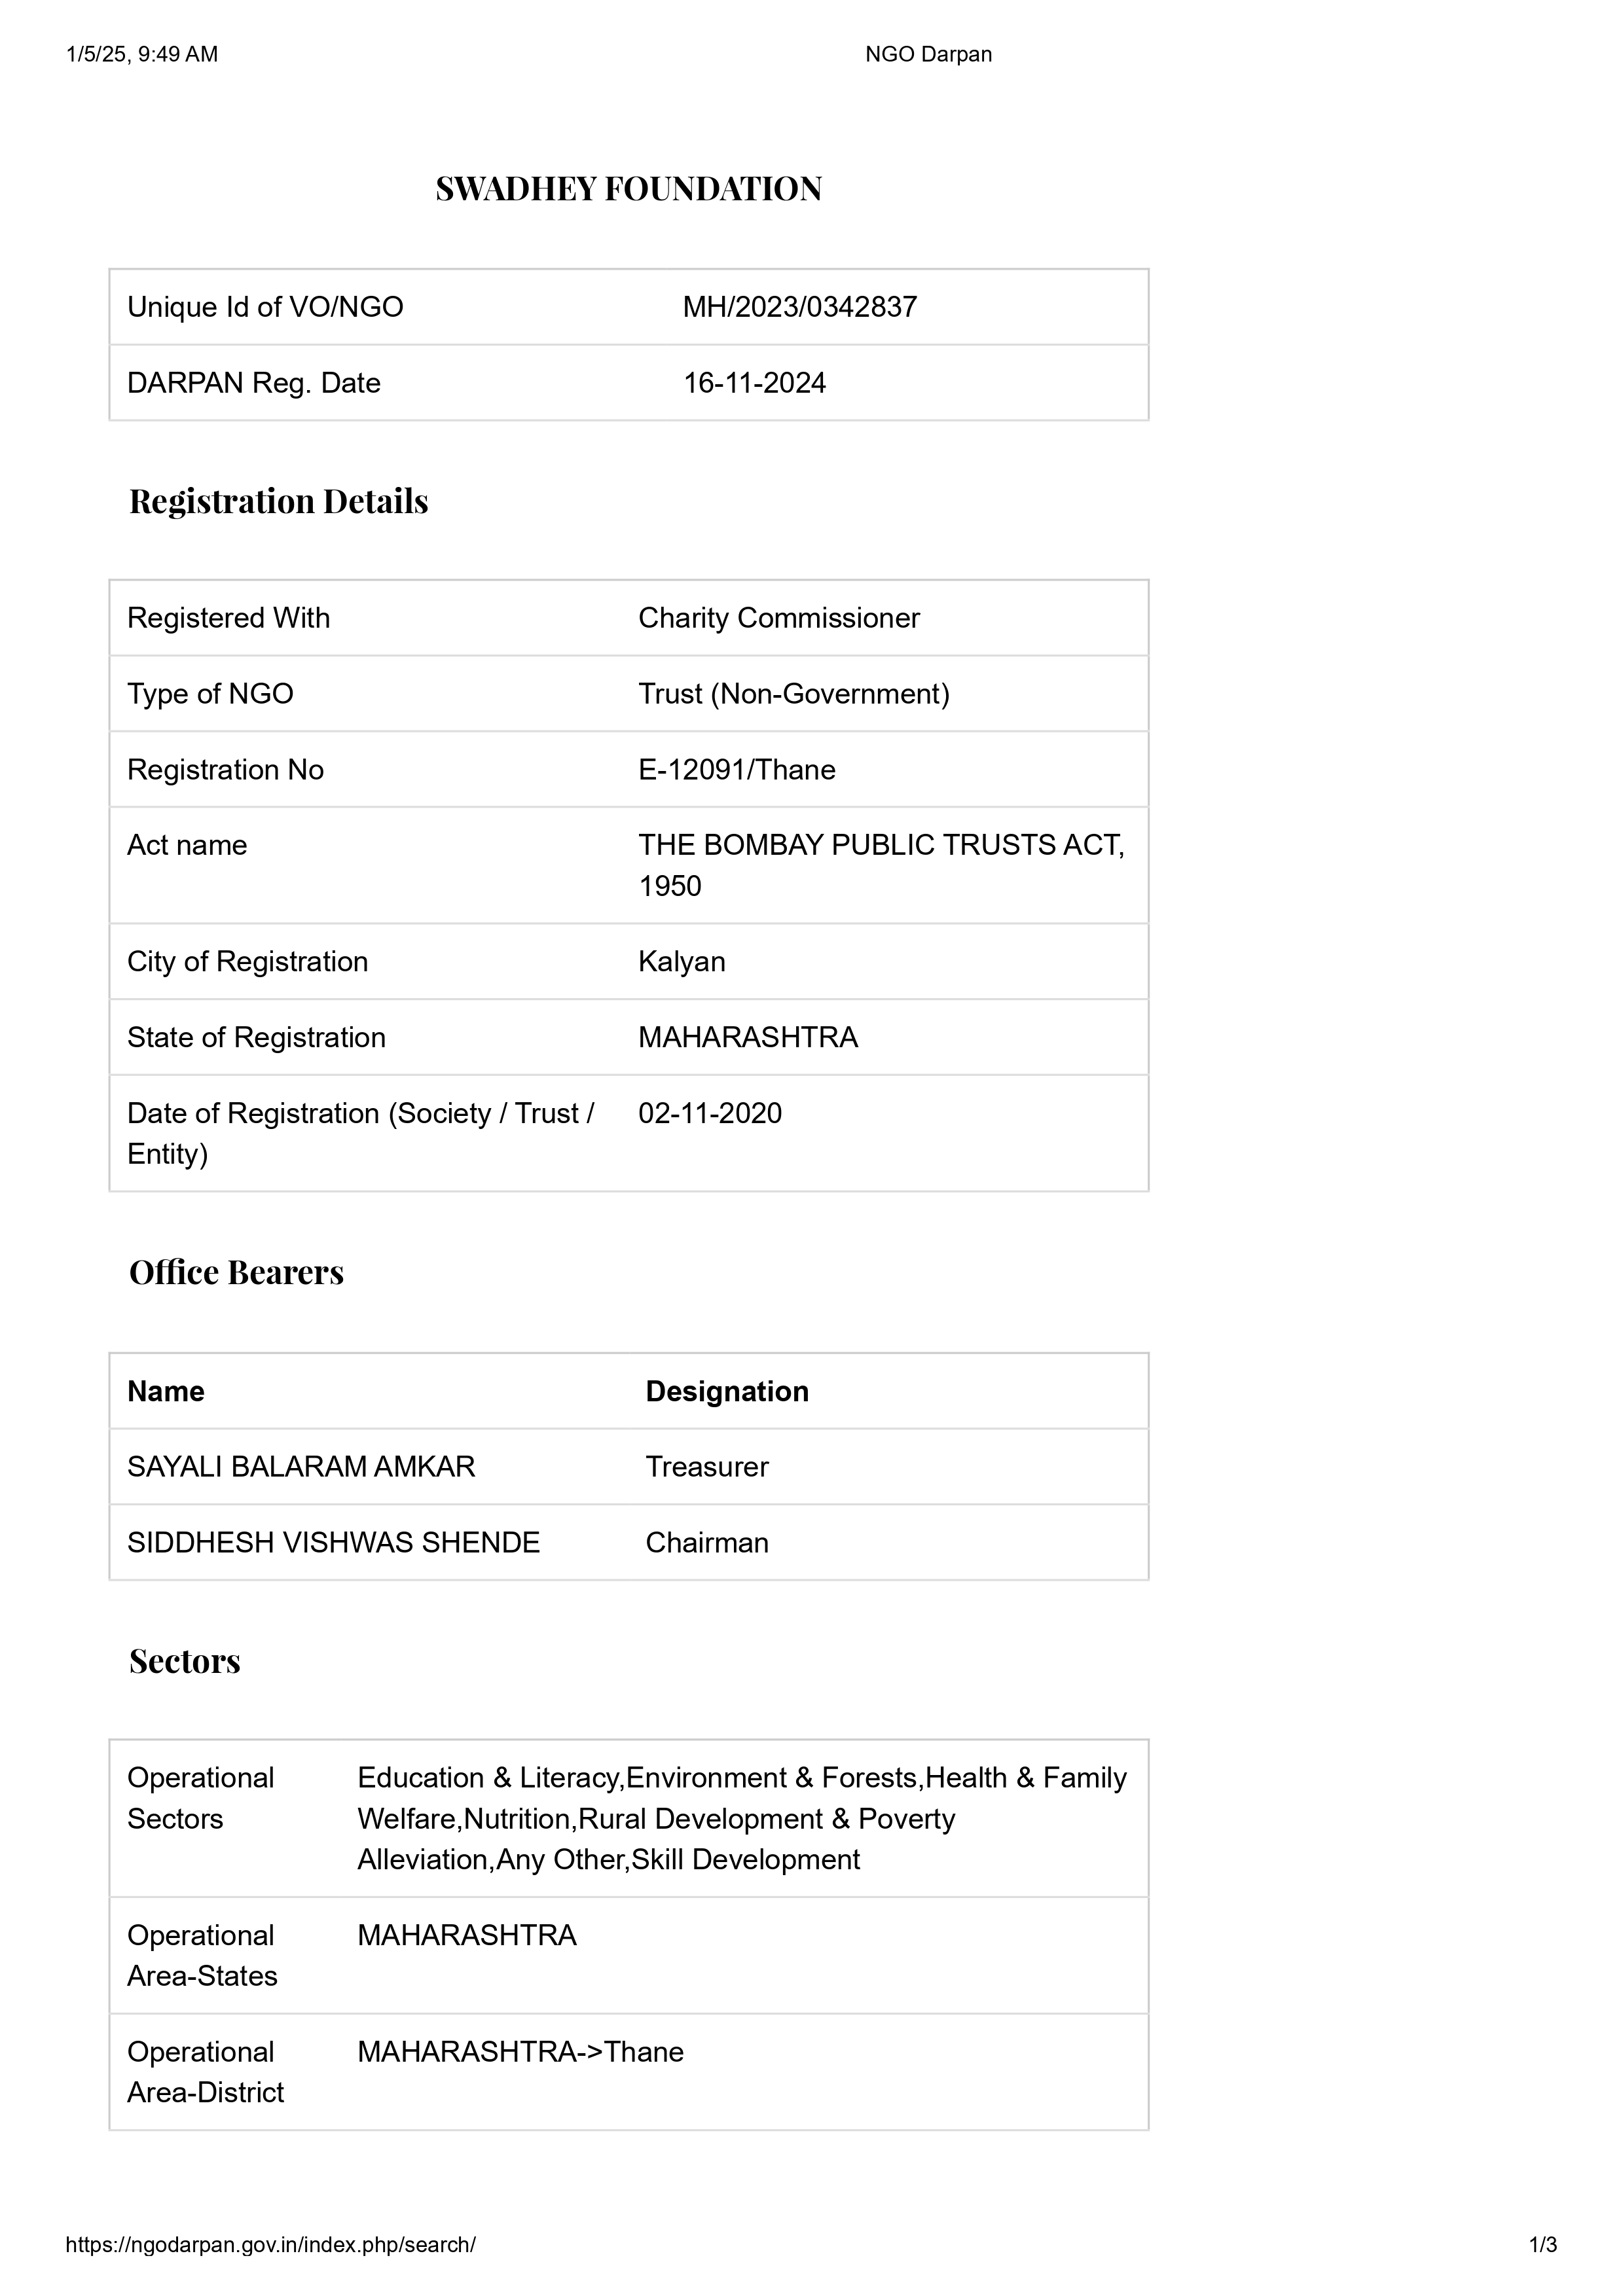 1/5/25, 9:49 AM NGO Darpan
SWADHEY FOUNDATION
Unique Id of VO/NGO MH/2023/0342837
DARPAN Reg. Date 16-11-2024
Registration Details
Registered With Charity Commissioner
Type of NGO Trust (Non-Government)
Registration No E-12091/Thane
Act name THE BOMBAY PUBLIC TRUSTS ACT,
1950
City of Registration Kalyan
State of Registration MAHARASHTRA
Date of Registration (Society / Trust / 02-11-2020
Entity)
Office Bearers
Name Designation
SAYALI BALARAM AMKAR Treasurer
SIDDHESH VISHWAS SHENDE Chairman
Sectors
Operational Education & Literacy,Environment & Forests,Health & Family
Sectors Welfare,Nutrition,Rural Development & Poverty
Alleviation,Any Other,Skill Development
Operational MAHARASHTRA
Area-States
Operational MAHARASHTRA->Thane
Area-District
https://ngodarpan.gov.in/index.php/search/ 1/3